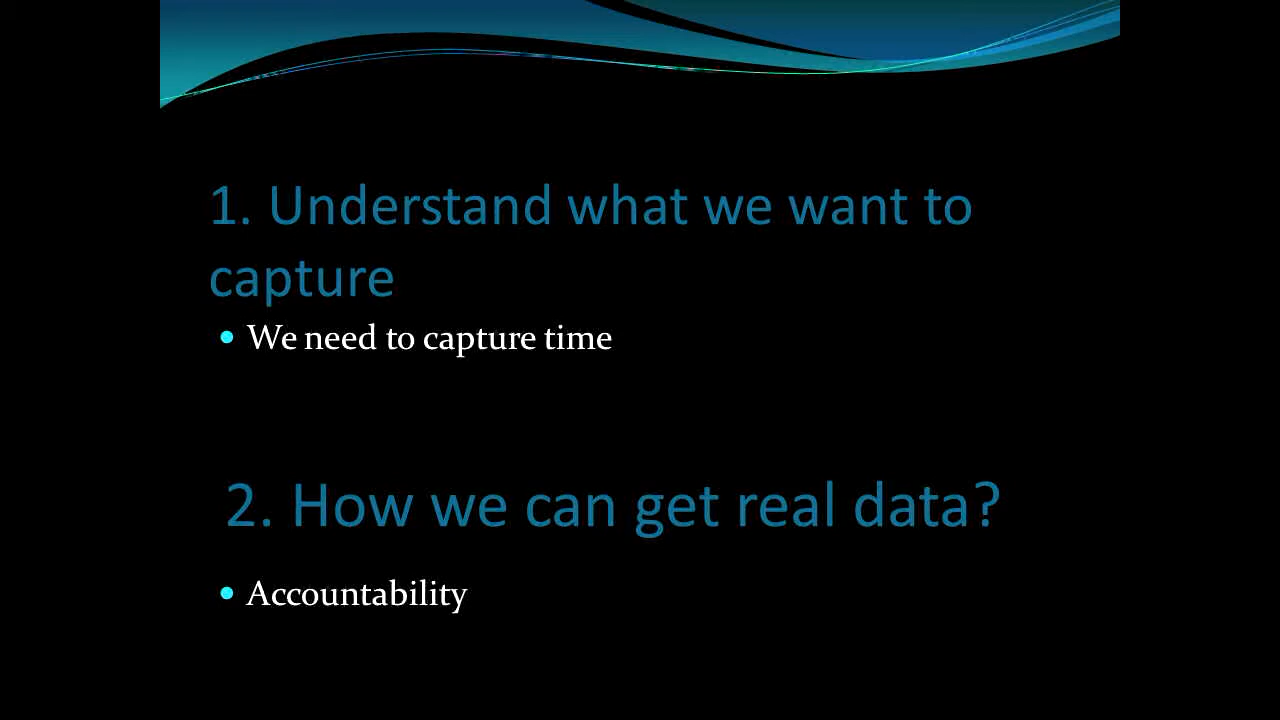 1. Understand what we want to
capture
• We need to capture time
2. How we can get real data?
• Accountability